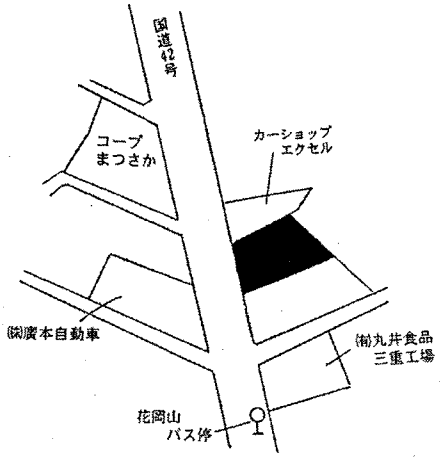 国道42号
コープ
まつさか
カーショップ
エクセル
㈱廣本自動車
㈲丸井食品
三重工場
花岡山
バス停